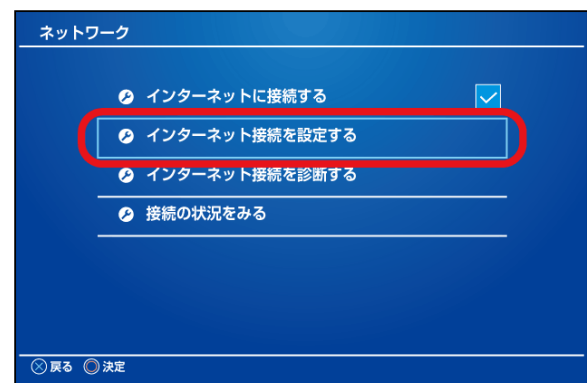 ネットワーク
インターネットに接続する
インターネット接続を設定する
インターネット接続を診断する
接続の状況をみる
戻る 決定